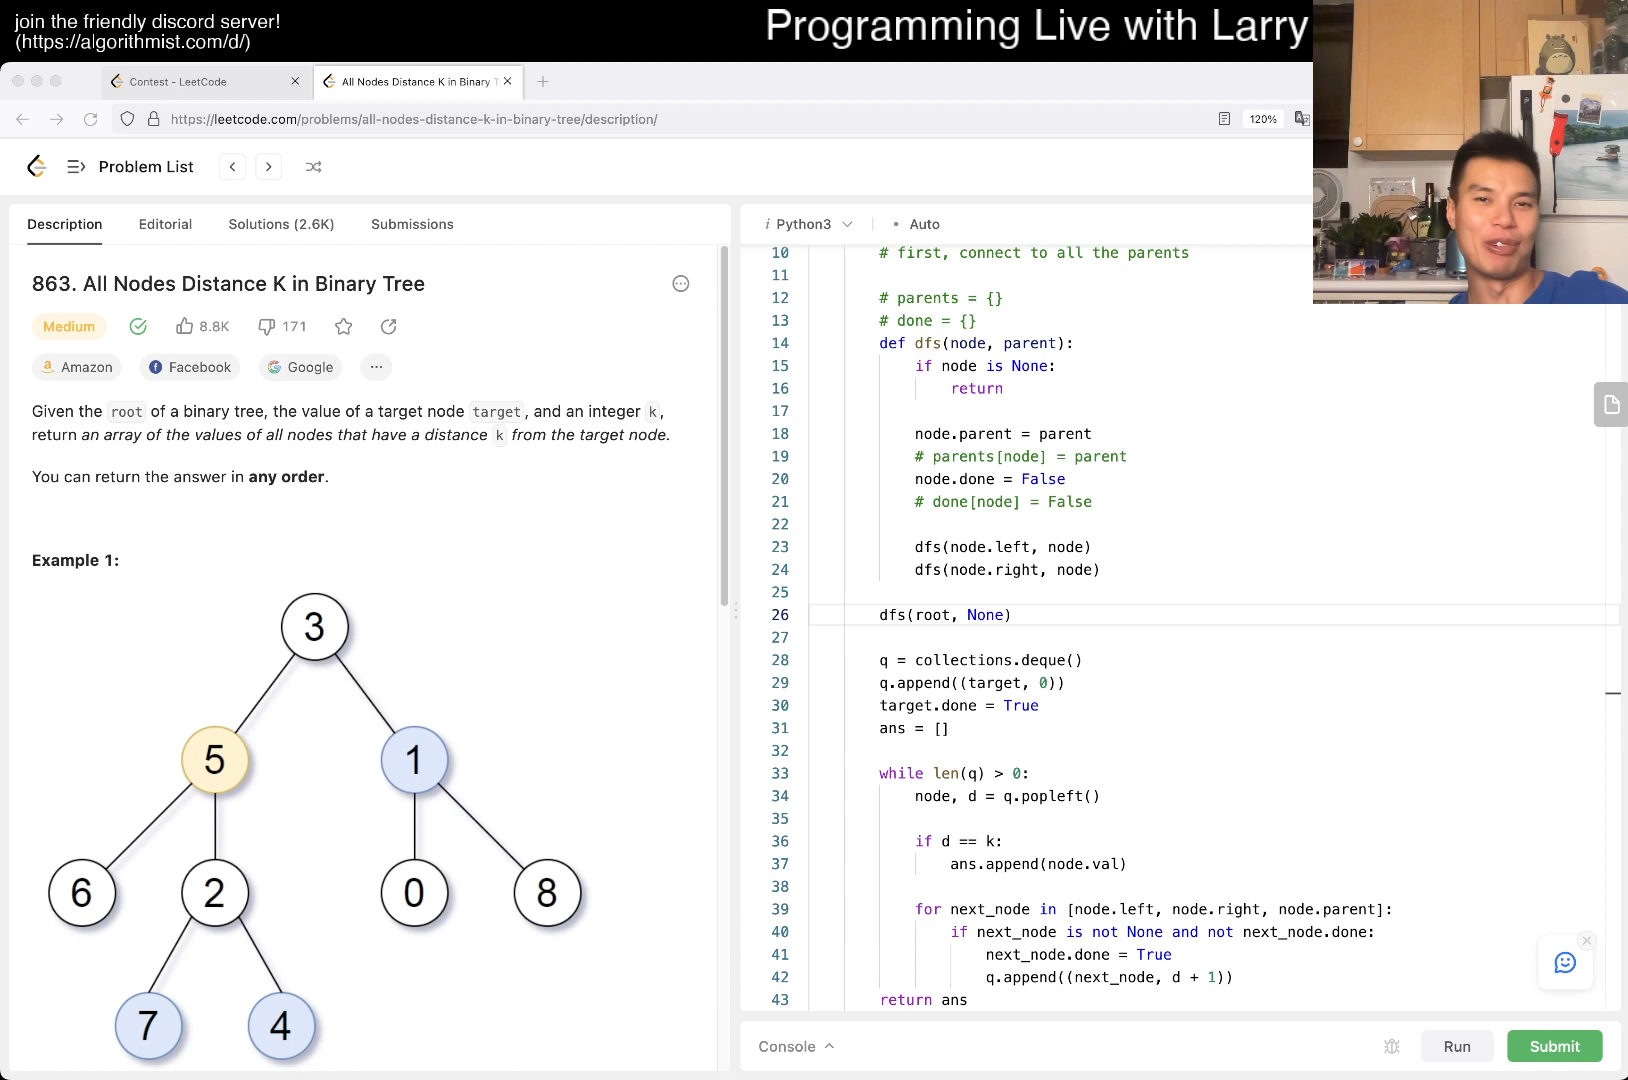 join the friendly discord server!
(https://algorithmist.com/d/)
Programming Live with Larry
Contest - LeetCode
All Nodes Distance K in Binary T
https://leetcode.com/problems/all-nodes-distance-k-in-binary-tree/description/
120%
Problem List
Description
Editorial
Solutions (2.6K)
Submissions
863. All Nodes Distance K in Binary Tree
Medium
8.8K
171
Amazon
Facebook
Google
Given the root of a binary tree, the value of a target node target, and an integer k,
return an array of the values of all nodes that have a distance k from the target node.
You can return the answer in any order.
Example 1:
3
5
1
6
2
0
8
7
4
i Python3
Auto
10 # first, connect to all the parents
11
12 # parents = {}
13 # done = {}
14 def dfs(node, parent):
15 if node is None:
16 return
17
18 node.parent = parent
19 # parents[node] = parent
20 node.done = False
21 # done[node] = False
22
23 dfs(node.left, node)
24 dfs(node.right, node)
25
26 dfs(root, None)
27
28 q = collections.deque()
29 q.append((target, 0))
30 target.done = True
31 ans = []
32
33 while len(q) > 0:
34 node, d = q.popleft()
35
36 if d == k:
37 ans.append(node.val)
38
39 for next_node in [node.left, node.right, node.parent]:
40 if next_node is not None and not next_node.done:
41 next_node.done = True
42 q.append((next_node, d + 1))
43 return ans
Console
Run
Submit